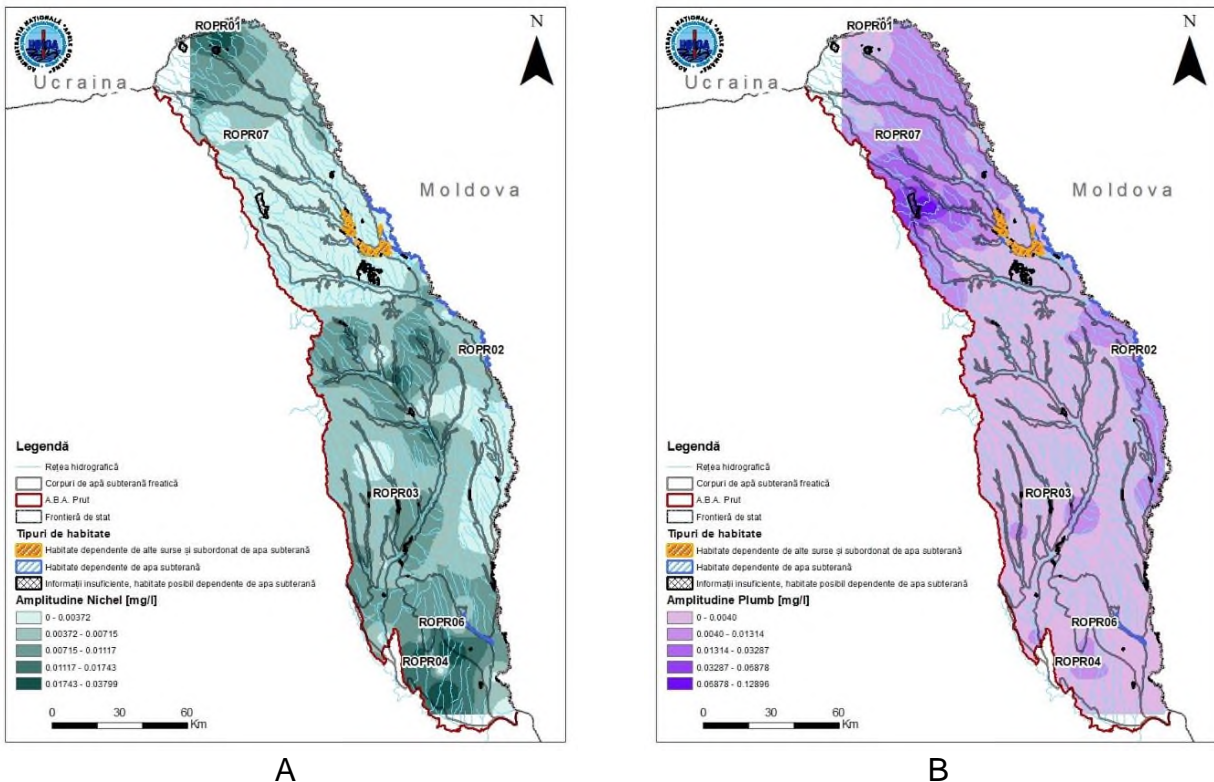 ADMINISTRAȚIA NAȚIONALĂ "APELE ROMÂNE"
ROPR01
N
Ucraina
ROPR07
Moldova
ROPR02
Legendă
Rețea hidrografică
Corpuri de apă subterană freatică
A.B.A. Prut
Frontieră de stat
ROPR03
Tipuri de habitate
Habitate dependente de alte surse și subordonat de apa subterană
Habitate dependente de apa subterană
Informații insuficiente, habitate posibil dependente de apa subterană
Amplitudine Nichel [mg/l]
0 - 0.00372
0.00372 - 0.00715
0.00715 - 0.01117
0.01117 - 0.01743
0.01743 - 0.03799
ROPR06
ROPR04
0 30 60
Km
A
ROPR01
N
Ucraina
ROPR07
Moldova
ROPR02
Legendă
Rețea hidrografică
Corpuri de apă subterană freatică
A.B.A. Prut
Frontieră de stat
ROPR03
Tipuri de habitate
Habitate dependente de alte surse și subordonat de apa subterană
Habitate dependente de apa subterană
Informații insuficiente, habitate posibil dependente de apa subterană
Amplitudine Plumb [mg/l]
0 - 0.0040
0.0040 - 0.01314
0.01314 - 0.03287
0.03287 - 0.06878
0.06878 - 0.12896
ROPR06
ROPR04
0 30 60
Km
B